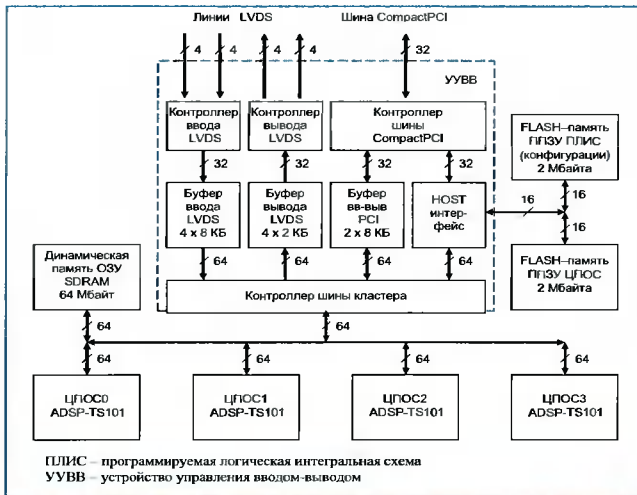 Линии LVDS
Шина CompactPCI
4
4
4
4
32
УУВВ
Контроллер
ввода
LVDS
Контроллер
вывода
LVDS
Контроллер
шины
CompactPCI
32
32
32
32
Буфер
ввода
LVDS
4 x 8 КБ
Буфер
вывода
LVDS
4 x 2 КБ
Буфер
вв-выв
PCI
2 x 8 КБ
HOST
интер-
фейс
FLASH–память
ППЗУ ПЛИС
(конфигурации)
2 Мбайта
16
16
16
FLASH–память
ППЗУ ЦПОС
2 Мбайта
Динамическая
память ОЗУ
SDRAM
64 Мбайт
64
64
64
64
Контроллер шины кластера
64
64
64
64
64
64
ЦПОС0
ADSP-TS101
ЦПОС1
ADSP-TS101
ЦПОС2
ADSP-TS101
ЦПОС3
ADSP-TS101
ПЛИС – программируемая логическая интегральная схема
УУВВ – устройство управления вводом-выводом